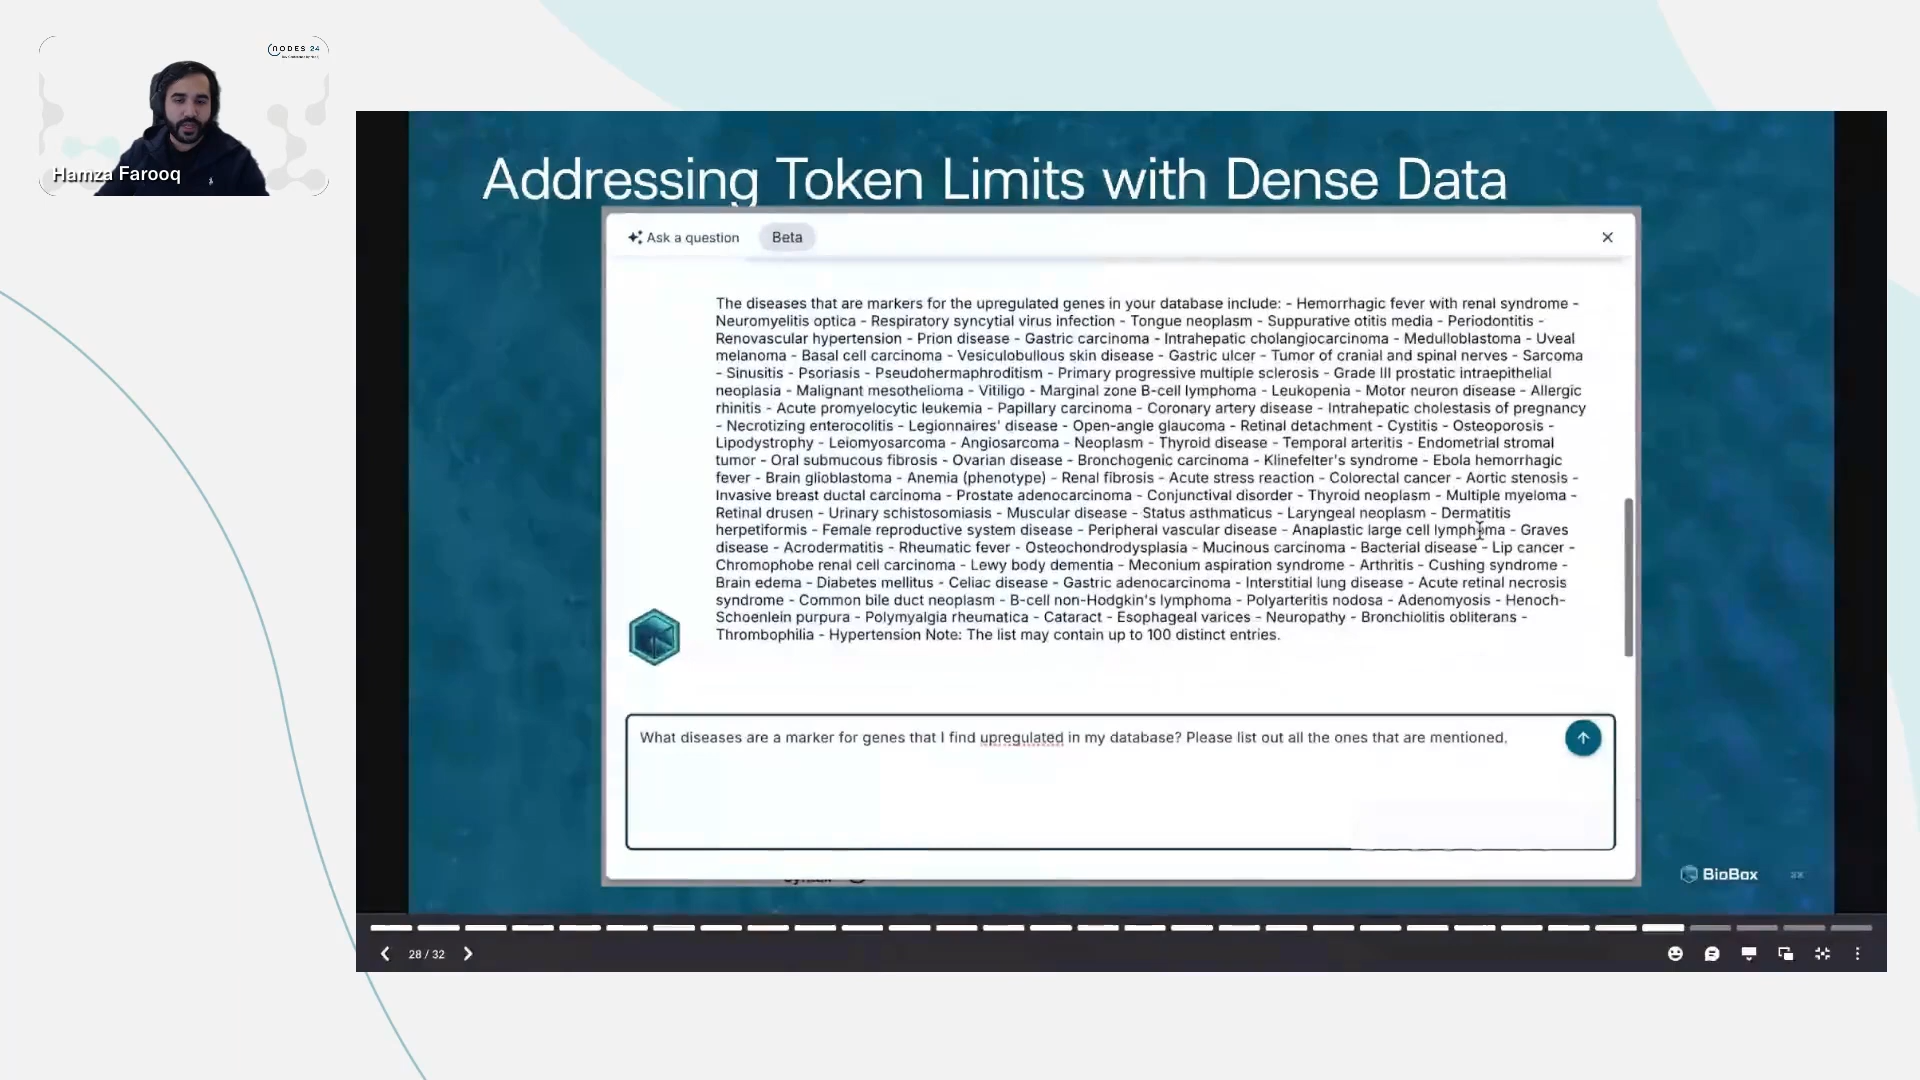 NODES 24
Hamza Farooq
Addressing Token Limits with Dense Data
Ask a question Beta
The diseases that are markers for the upregulated genes in your database include: - Hemorrhagic fever with renal syndrome -
Neuromyelitis optica - Respiratory syncytial virus infection - Tongue neoplasm - Suppurative otitis media - Periodontitis -
Renovascular hypertension - Prion disease - Gastric carcinoma - Intrahepatic cholangiocarcinoma - Medulloblastoma - Uveal
melanoma - Basal cell carcinoma - Vesiculobullous skin disease - Gastric ulcer - Tumor of cranial and spinal nerves - Sarcoma
- Sinusitis - Psoriasis - Pseudohermaphroditism - Primary progressive multiple sclerosis - Grade III prostatic intraepithelial
neoplasia - Malignant mesothelioma - Vitiligo - Marginal zone B-cell lymphoma - Leukopenia - Motor neuron disease - Allergic
rhinitis - Acute promyelocytic leukemia - Papillary carcinoma - Coronary artery disease - Intrahepatic cholestasis of pregnancy
- Necrotizing enterocolitis - Legionnaires' disease - Open-angle glaucoma - Retinal detachment - Cystitis - Osteoporosis -
Lipodystrophy - Leiomyosarcoma - Angiosarcoma - Neoplasm - Thyroid disease - Temporal arteritis - Endometrial stromal
tumor - Oral submucous fibrosis - Ovarian disease - Bronchogenic carcinoma - Klinefelter's syndrome - Ebola hemorrhagic
fever - Brain glioblastoma - Anemia (phenotype) - Renal fibrosis - Acute stress reaction - Colorectal cancer - Aortic stenosis -
Invasive breast ductal carcinoma - Prostate adenocarcinoma - Conjunctival disorder - Thyroid neoplasm - Multiple myeloma -
Retinal drusen - Urinary schistosomiasis - Muscular disease - Status asthmaticus - Laryngeal neoplasm - Dermatitis
herpetiformis - Female reproductive system disease - Peripheral vascular disease - Anaplastic large cell lymphoma - Graves
disease - Acrodermatitis - Rheumatic fever - Osteochondrodysplasia - Mucinous carcinoma - Bacterial disease - Lip cancer -
Chromophobe renal cell carcinoma - Lewy body dementia - Meconium aspiration syndrome - Arthritis - Cushing syndrome -
Brain edema - Diabetes mellitus - Celiac disease - Gastric adenocarcinoma - Interstitial lung disease - Acute retinal necrosis
syndrome - Common bile duct neoplasm - B-cell non-Hodgkin's lymphoma - Polyarteritis nodosa - Adenomyosis - Henoch-
Schoenlein purpura - Polymyalgia rheumatica - Cataract - Esophageal varices - Neuropathy - Bronchiolitis obliterans -
Thrombophilia - Hypertension Note: The list may contain up to 100 distinct entries.
What diseases are a marker for genes that I find upregulated in my database? Please list out all the ones that are mentioned,
BioBox
28 / 32